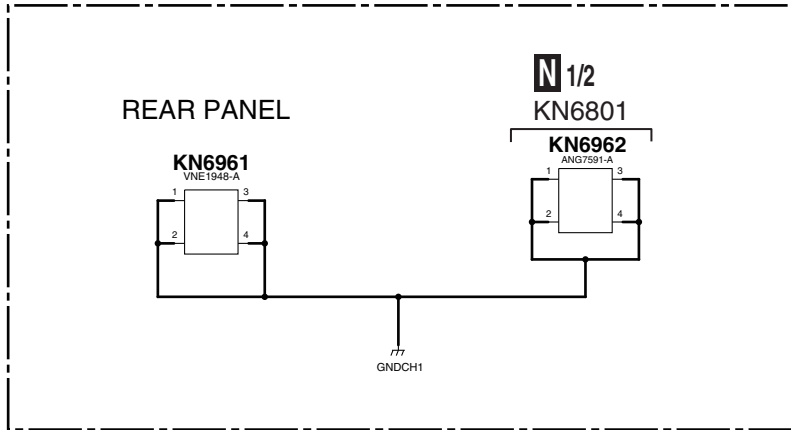 N 1/2
REAR PANEL
KN6801
KN6961
VNE1948-A
KN6962
ANG7591-A
1 3
2 4
1 3
2 4
GNDCH1